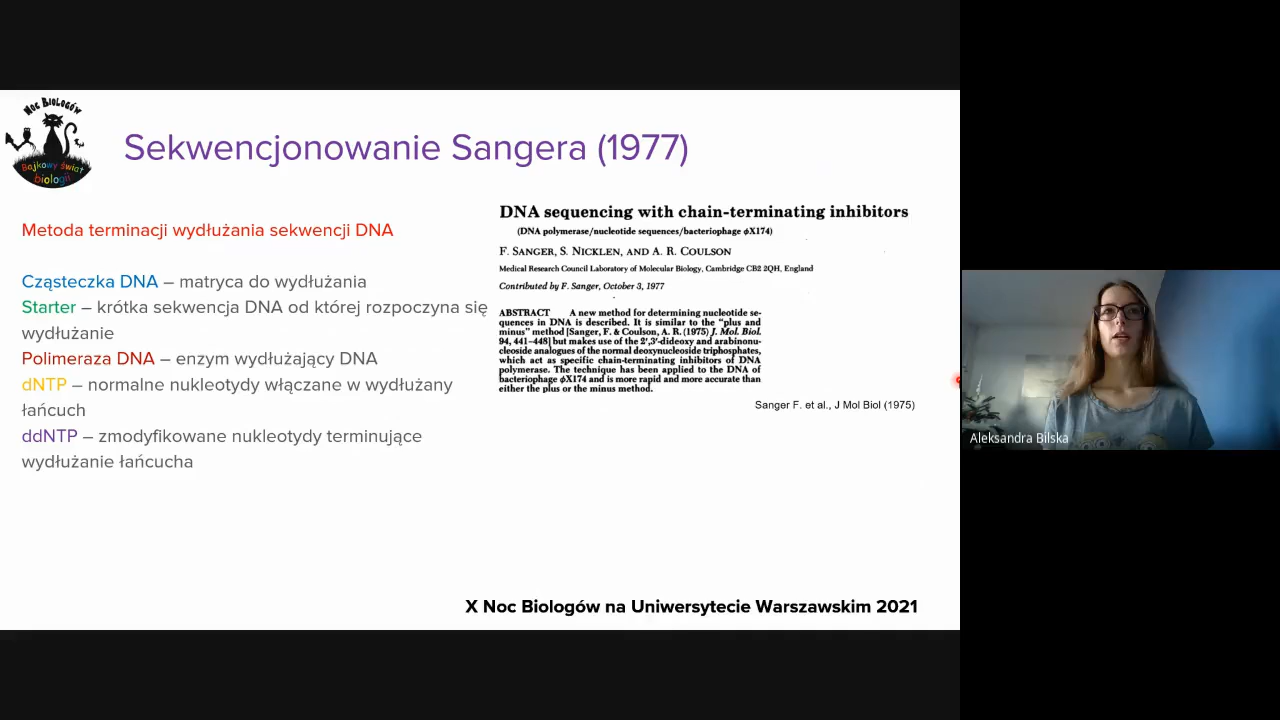 Noc Biologów
Bajkowy świat
biologii
Sekwencjonowanie Sangera (1977)
Metoda terminacji wydłużania sekwencji DNA
Cząsteczka DNA – matryca do wydłużania
Starter – krótka sekwencja DNA od której rozpoczyna się
wydłużanie
Polimeraza DNA – enzym wydłużający DNA
dNTP – normalne nukleotydy włączane w wydłużany
łańcuch
ddNTP – zmodyfikowane nukleotydy terminujące
wydłużanie łańcucha
DNA sequencing with chain-terminating inhibitors
(DNA polymerase/nucleotide sequences/bacteriophage ϕX174)
F. SANGER, S. NICKLEN, AND A. R. COULSON
Medical Research Council Laboratory of Molecular Biology, Cambridge CB2 2QH, England
Contributed by F. Sanger, October 3, 1977
ABSTRACT A new method for determining nucleotide se-
quences in DNA is described. It is similar to the "plus and
minus" method [Sanger, F. & Coulson, A. R. (1975) J. Mol. Biol.
94, 441–448] but makes use of the 2',3'-dideoxy and arabinonu-
cleoside analogues of the normal deoxynucleoside triphosphates,
which act as specific chain-terminating inhibitors of DNA
polymerase. The technique has been applied to the DNA of
bacteriophage ϕX174 and is more rapid and more accurate than
either the plus or the minus method.
Sanger F. et al., J Mol Biol (1975)
X Noc Biologów na Uniwersytecie Warszawskim 2021
Aleksandra Bilska